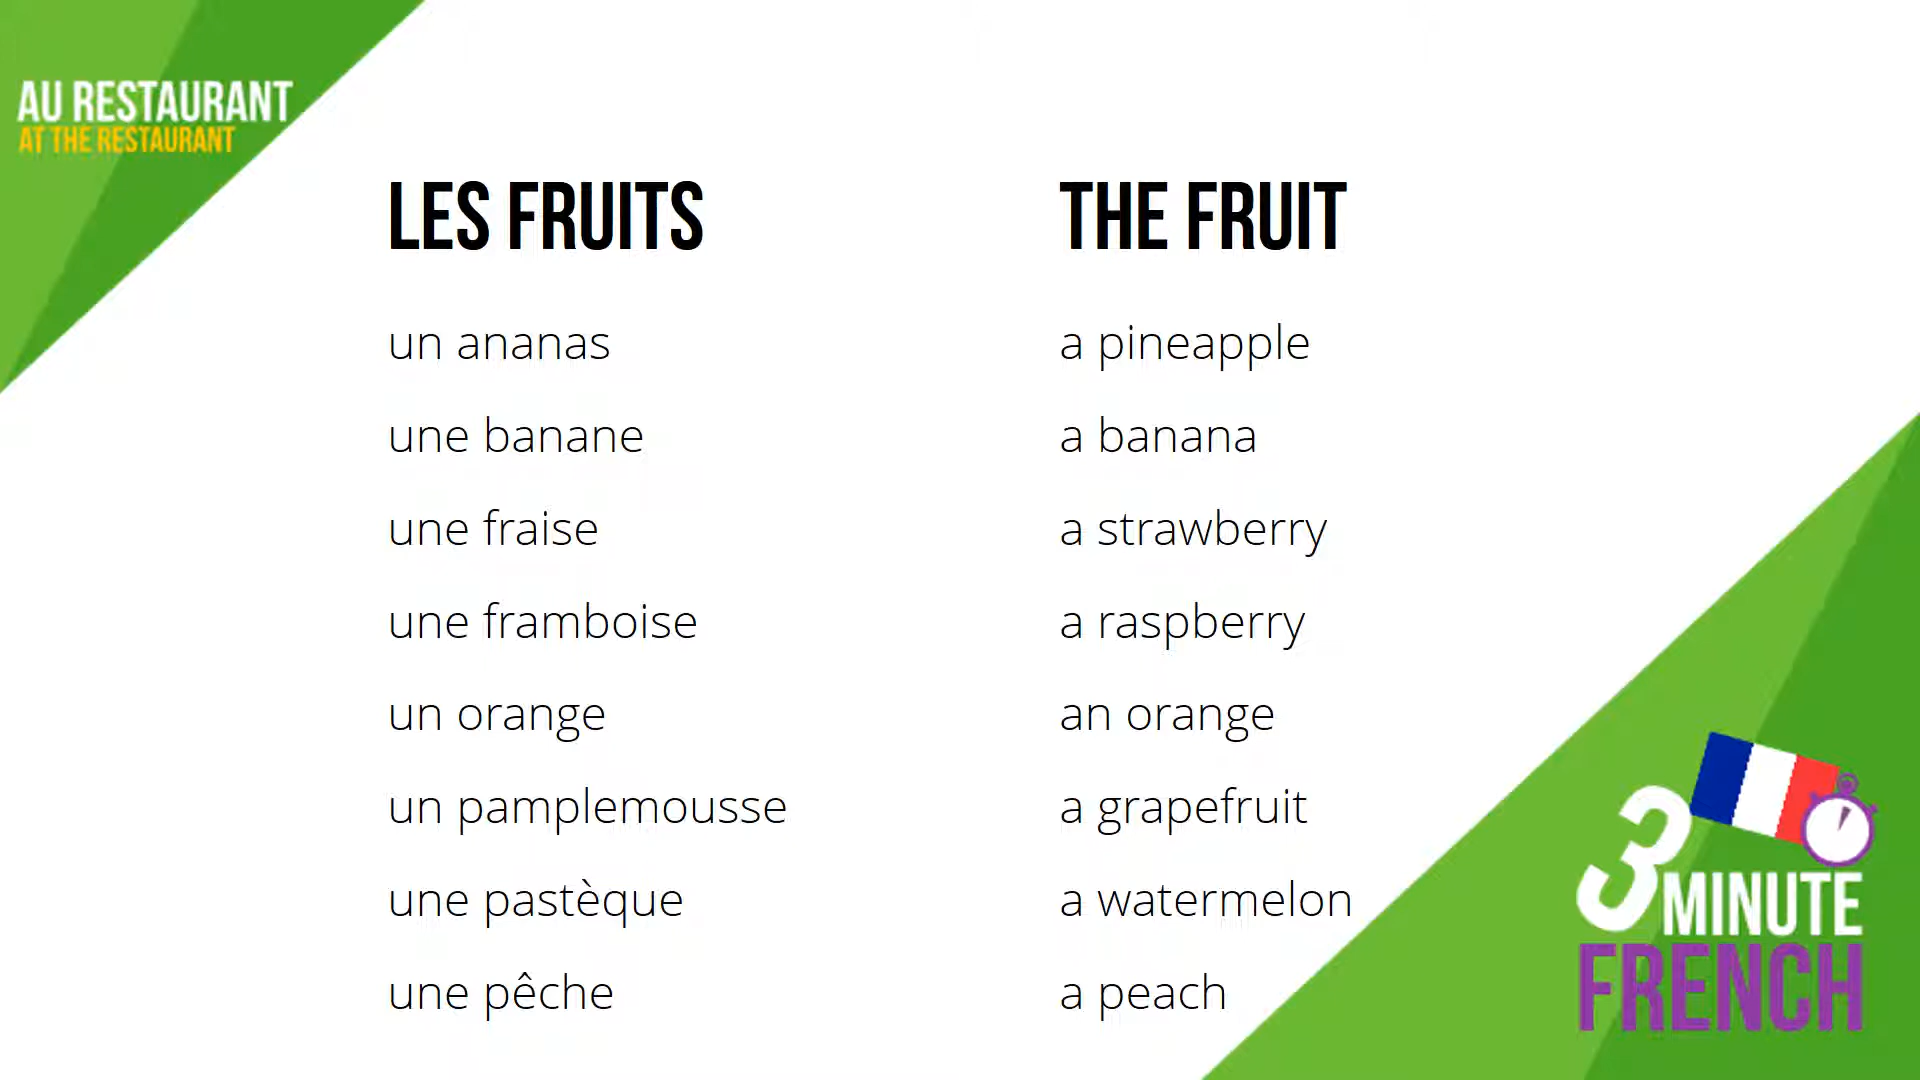 AU RESTAURANT
AT THE RESTAURANT
LES FRUITS
THE FRUIT
un ananas
a pineapple
une banane
a banana
une fraise
a strawberry
une framboise
a raspberry
un orange
an orange
un pamplemousse
a grapefruit
une pastèque
a watermelon
une pêche
a peach
3 MINUTE
FRENCH